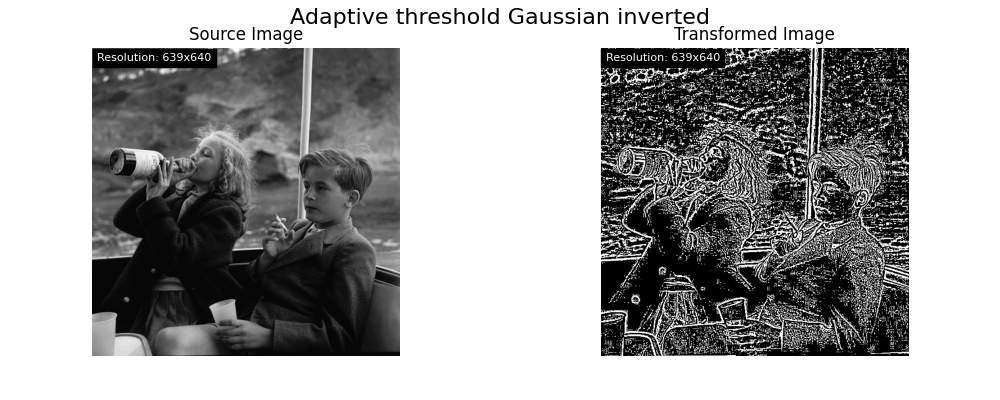 Adaptive threshold Gaussian inverted
Source Image
Transformed Image
Resolution: 639x640
Resolution: 639x640